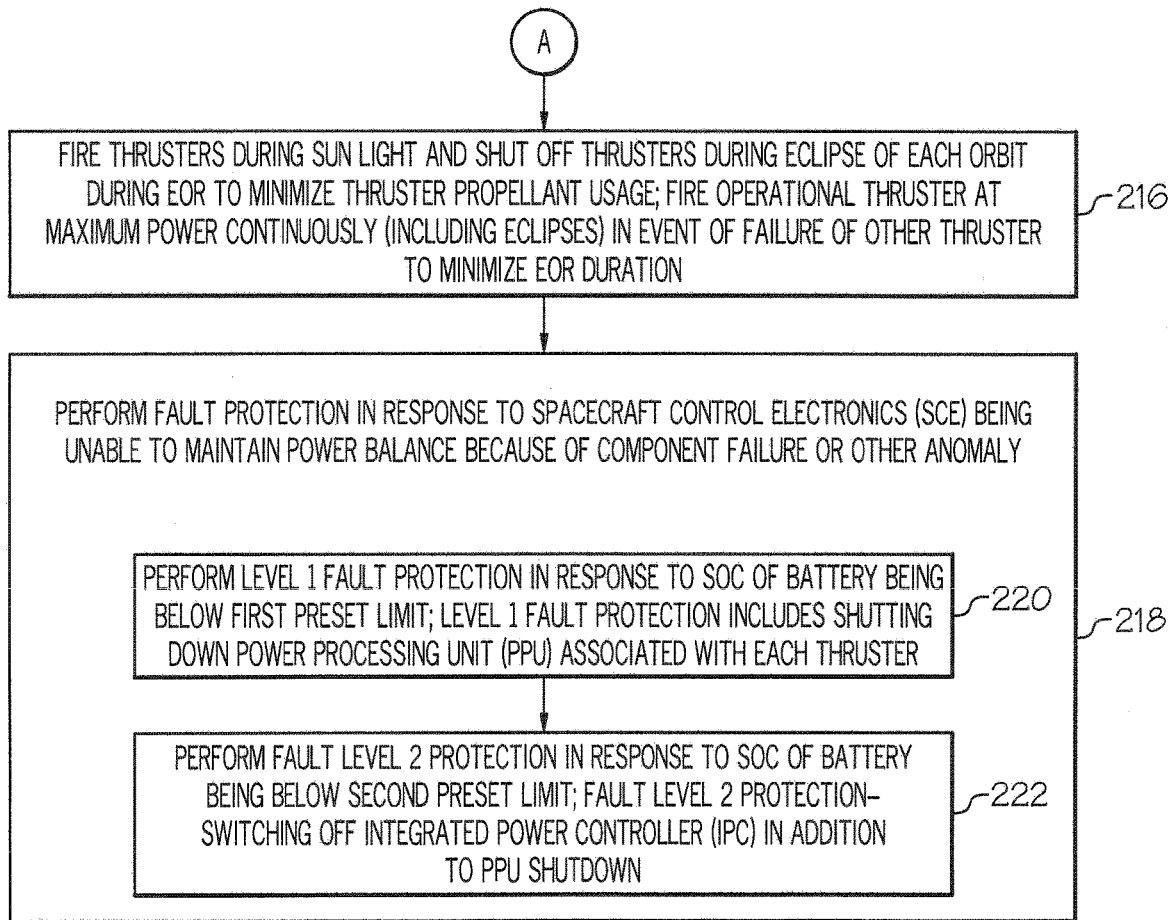 A
FIRE THRUSTERS DURING SUN LIGHT AND SHUT OFF THRUSTERS DURING ECLIPSE OF EACH ORBIT
DURING EOR TO MINIMIZE THRUSTER PROPELLANT USAGE; FIRE OPERATIONAL THRUSTER AT
MAXIMUM POWER CONTINUOUSLY (INCLUDING ECLIPSES) IN EVENT OF FAILURE OF OTHER THRUSTER
TO MINIMIZE EOR DURATION
216
PERFORM FAULT PROTECTION IN RESPONSE TO SPACECRAFT CONTROL ELECTRONICS (SCE) BEING
UNABLE TO MAINTAIN POWER BALANCE BECAUSE OF COMPONENT FAILURE OR OTHER ANOMALY
PERFORM LEVEL 1 FAULT PROTECTION IN RESPONSE TO SOC OF BATTERY BEING
BELOW FIRST PRESET LIMIT; LEVEL 1 FAULT PROTECTION INCLUDES SHUTTING
DOWN POWER PROCESSING UNIT (PPU) ASSOCIATED WITH EACH THRUSTER
220
218
PERFORM FAULT LEVEL 2 PROTECTION IN RESPONSE TO SOC OF BATTERY
BEING BELOW SECOND PRESET LIMIT; FAULT LEVEL 2 PROTECTION-
SWITCHING OFF INTEGRATED POWER CONTROLLER (IPC) IN ADDITION
TO PPU SHUTDOWN
222